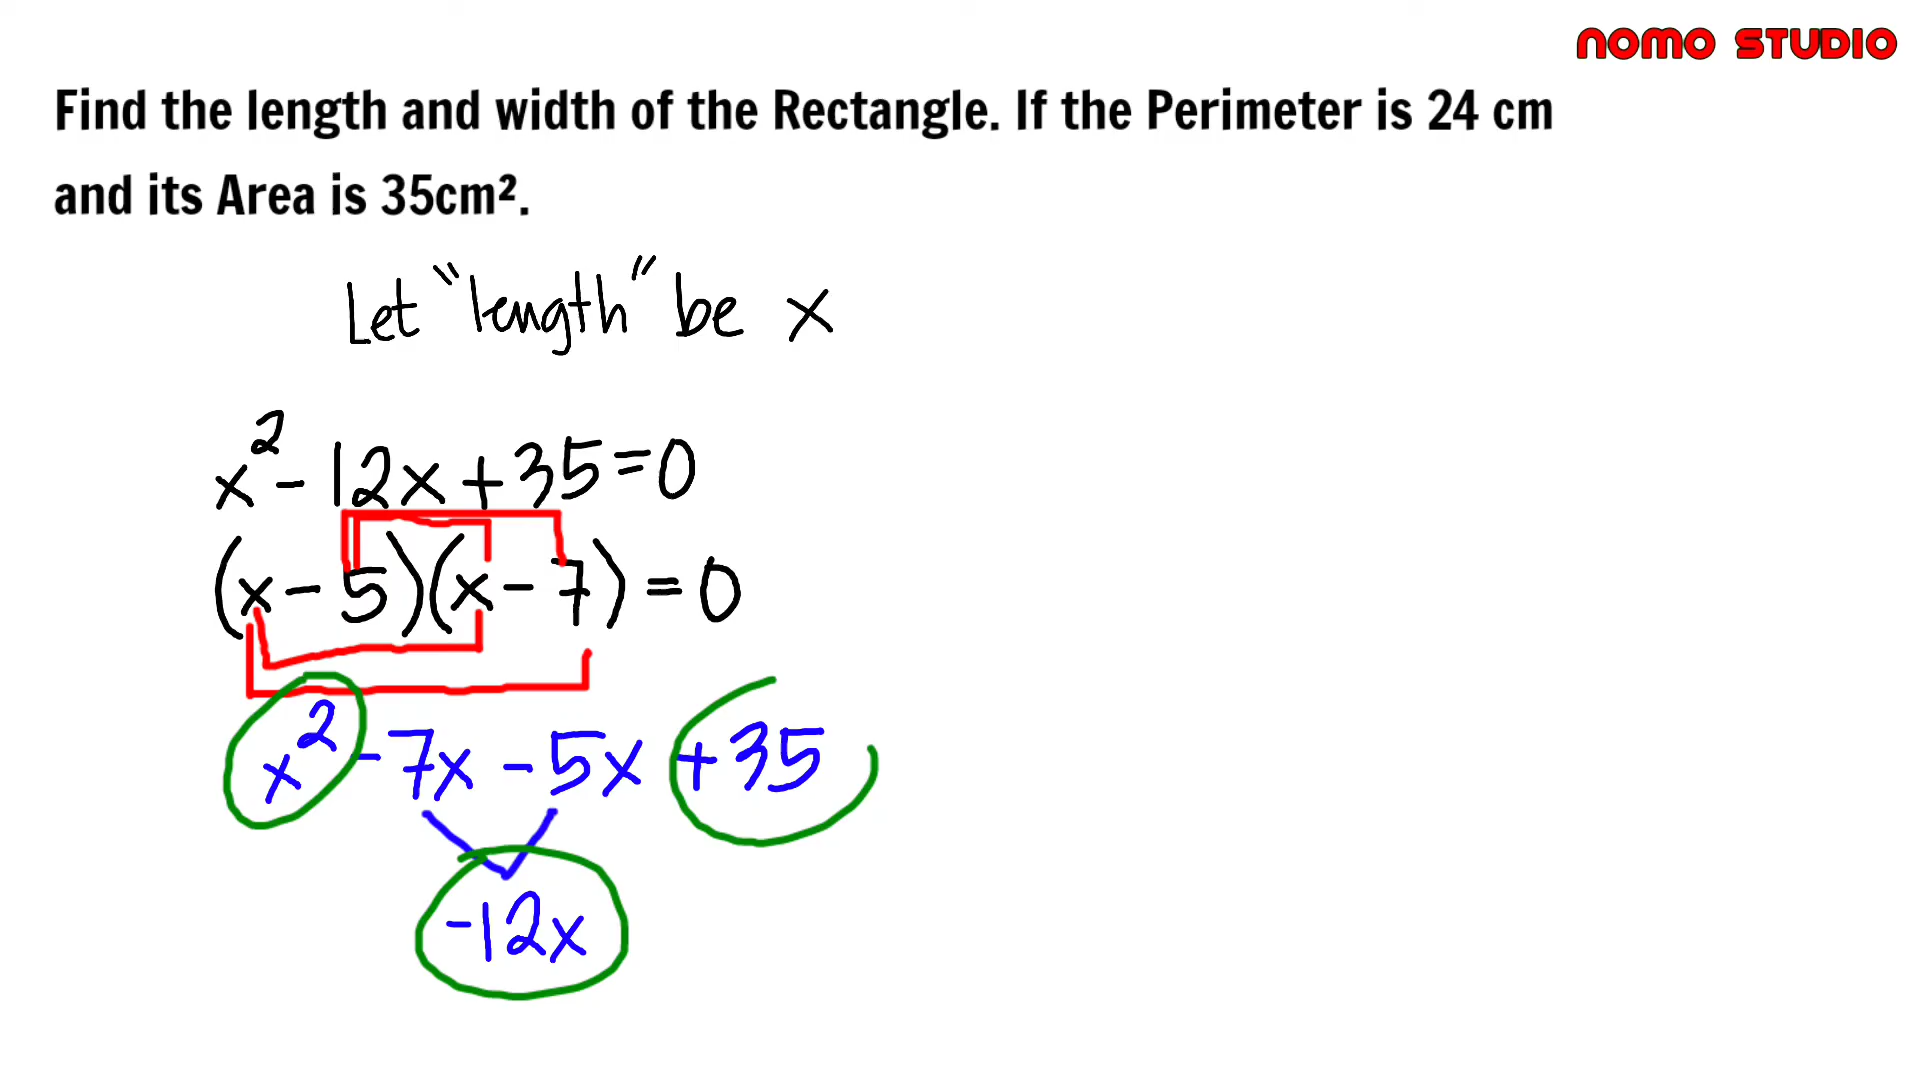 NOMO STUDIO
Find the length and width of the Rectangle. If the Perimeter is 24 cm
and its Area is 35cm².
Let "length" be x
x² - 12x + 35 = 0
(x - 5)(x - 7) = 0
x² - 7x - 5x + 35
-12x